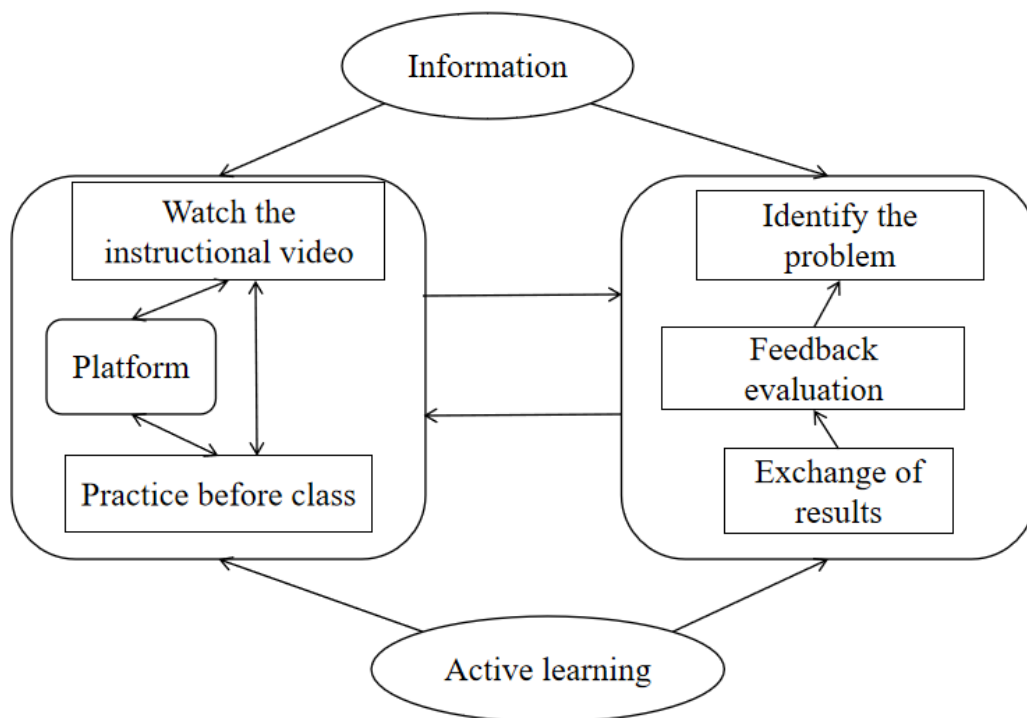 Information
Watch the
instructional video
Platform
Practice before class
Identify the
problem
Feedback
evaluation
Exchange of
results
Active learning